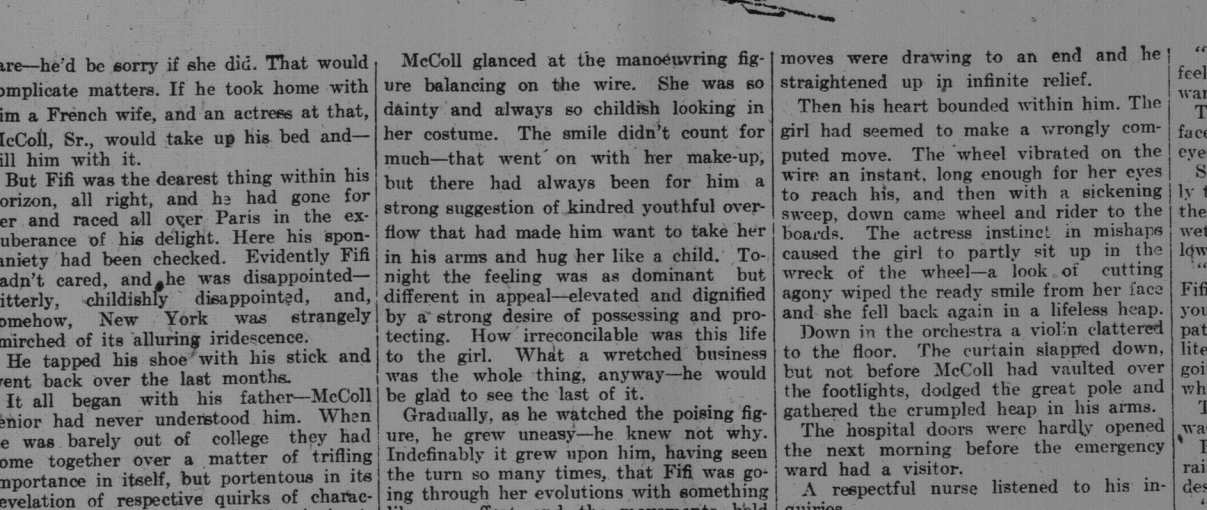 are—he'd be sorry if she did. That would
omplicate matters. If he took home with
im a French wife, and an actress at that,
McColl, Sr., would take up his bed and—
ill him with it.
But Fifi was the dearest thing within his
orizon, all right, and he had gone for
er and raced all over Paris in the ex-
uberance of his delight. Here his spon-
aniety had been checked. Evidently Fifi
adn't cared, and he was disappointed—
itterly, childishly disappointed, and,
omehow, New York was strangely
mirched of its alluring iridescence.
He tapped his shoe with his stick and
ent back over the last months.
It all began with his father—McColl
enior had never understood him. When
e was barely out of college they had
ome together over a matter of trifling
mportance in itself, but portentous in its
evelation of respective quirks of charac-
McColl glanced at the manoeuvring fig-
ure balancing on the wire. She was so
dainty and always so childish looking in
her costume. The smile didn't count for
much—that went on with her make-up,
but there had always been for him a
strong suggestion of kindred youthful over-
flow that had made him want to take her
in his arms and hug her like a child. To-
night the feeling was as dominant but
different in appeal—elevated and dignified
by a strong desire of possessing and pro-
tecting. How irreconcilable was this life
to the girl. What a wretched business
was the whole thing, anyway—he would
be glad to see the last of it.
Gradually, as he watched the poising fig-
ure, he grew uneasy—he knew not why.
Indefinably it grew upon him, having seen
the turn so many times, that Fifi was go-
ing through her evolutions with something
moves were drawing to an end and he
straightened up in infinite relief.
Then his heart bounded within him. The
girl had seemed to make a wrongly com-
puted move. The wheel vibrated on the
wire an instant, long enough for her eyes
to reach his, and then with a sickening
sweep, down came wheel and rider to the
boards. The actress instinct in mishaps
caused the girl to partly sit up in the
wreck of the wheel—a look of cutting
agony wiped the ready smile from her face
and she fell back again in a lifeless heap.
Down in the orchestra a violin clattered
to the floor. The curtain slapped down,
but not before McColl had vaulted over
the footlights, dodged the great pole and
gathered the crumpled heap in his arms.
The hospital doors were hardly opened
the next morning before the emergency
ward had a visitor.
A respectful nurse listened to his in-
quiries.
"
feel
war
T
face
eye
S
ly t
the
wet
low
"
Fifi
you
pat
lite
goi
wh
T
wa
rai
des